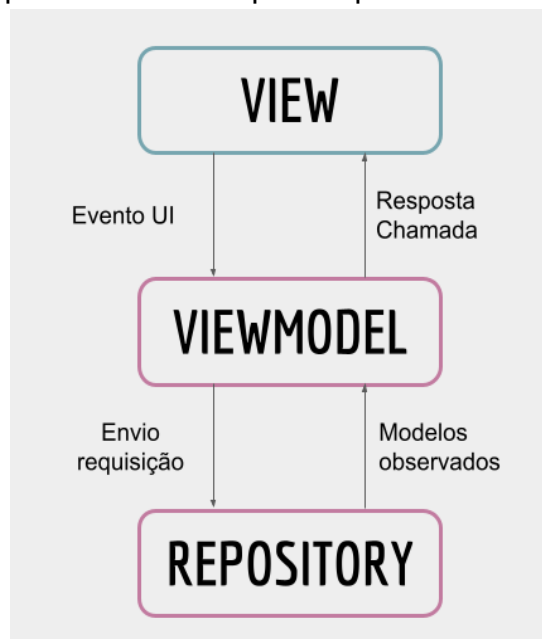 VIEW
Evento UI
Resposta
Chamada
VIEWMODEL
Envio
requisição
Modelos
observados
REPOSITORY